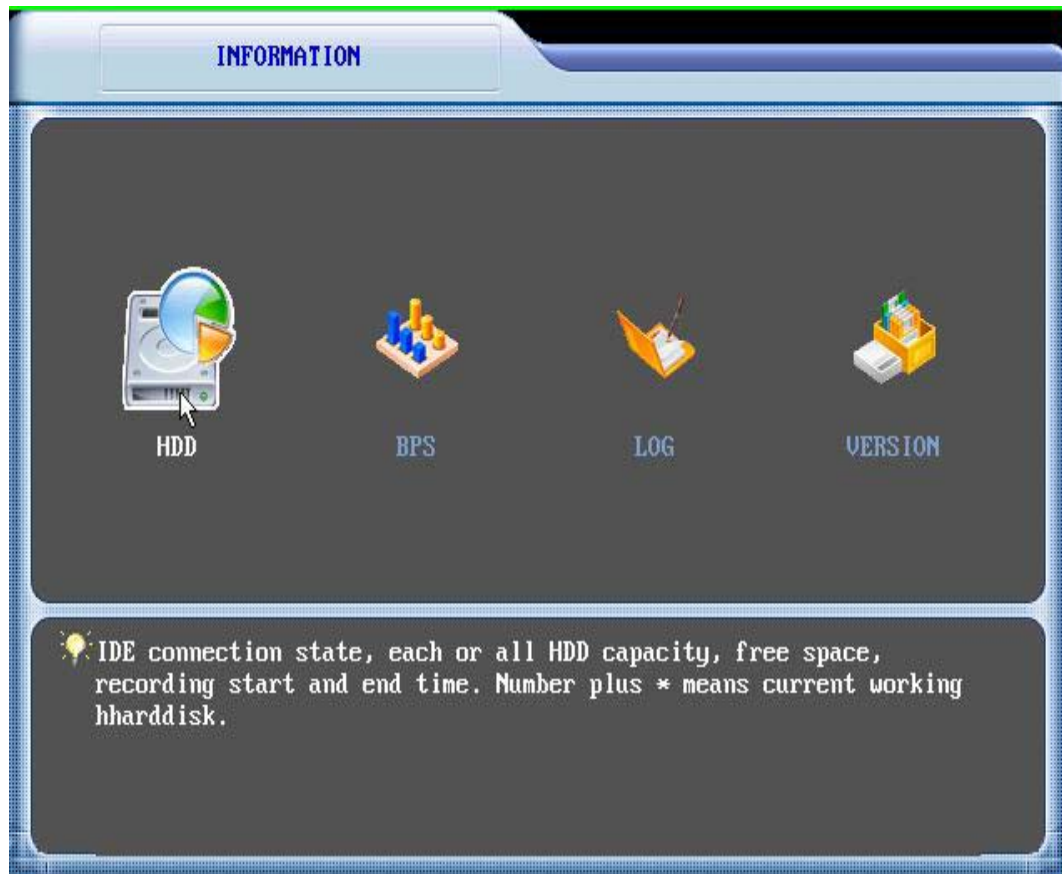 INFORMATION
HDD
BPS
LOG
VERSION
IDE connection state, each or all HDD capacity, free space,
recording start and end time. Number plus * means current working
hharddisk.